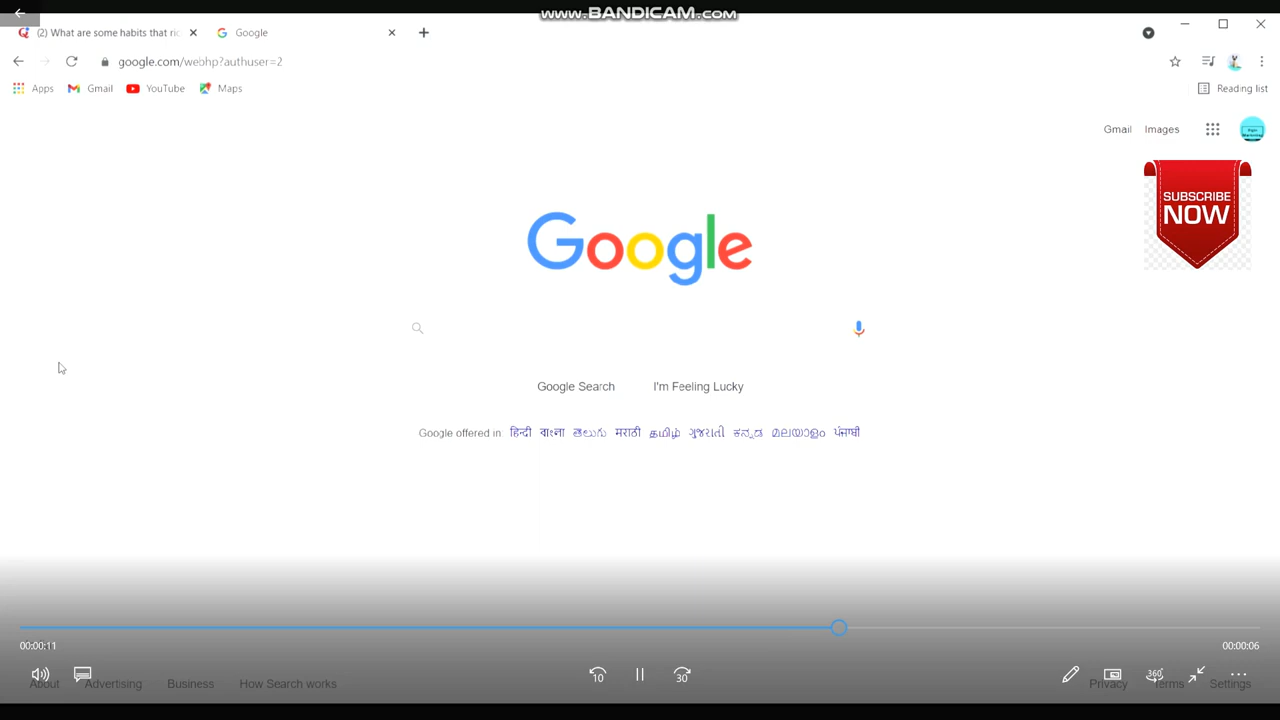 www.BANDICAM.com
(2) What are some habits that ric
Google
google.com/webhp?authuser=2
Apps
Gmail
YouTube
Maps
Reading list
Gmail
Images
SUBSCRIBE
NOW
Google
Google Search
I'm Feeling Lucky
Google offered in हिन्दी বাংলা తెలుగు मराठी தமிழ் ગુજરાતી ಕನ್ನಡ മലയാളം ਪੰਜਾਬੀ
00:00:11
00:00:06
10
30
360
About
Advertising
Business
How Search works
Privacy
Terms
Settings